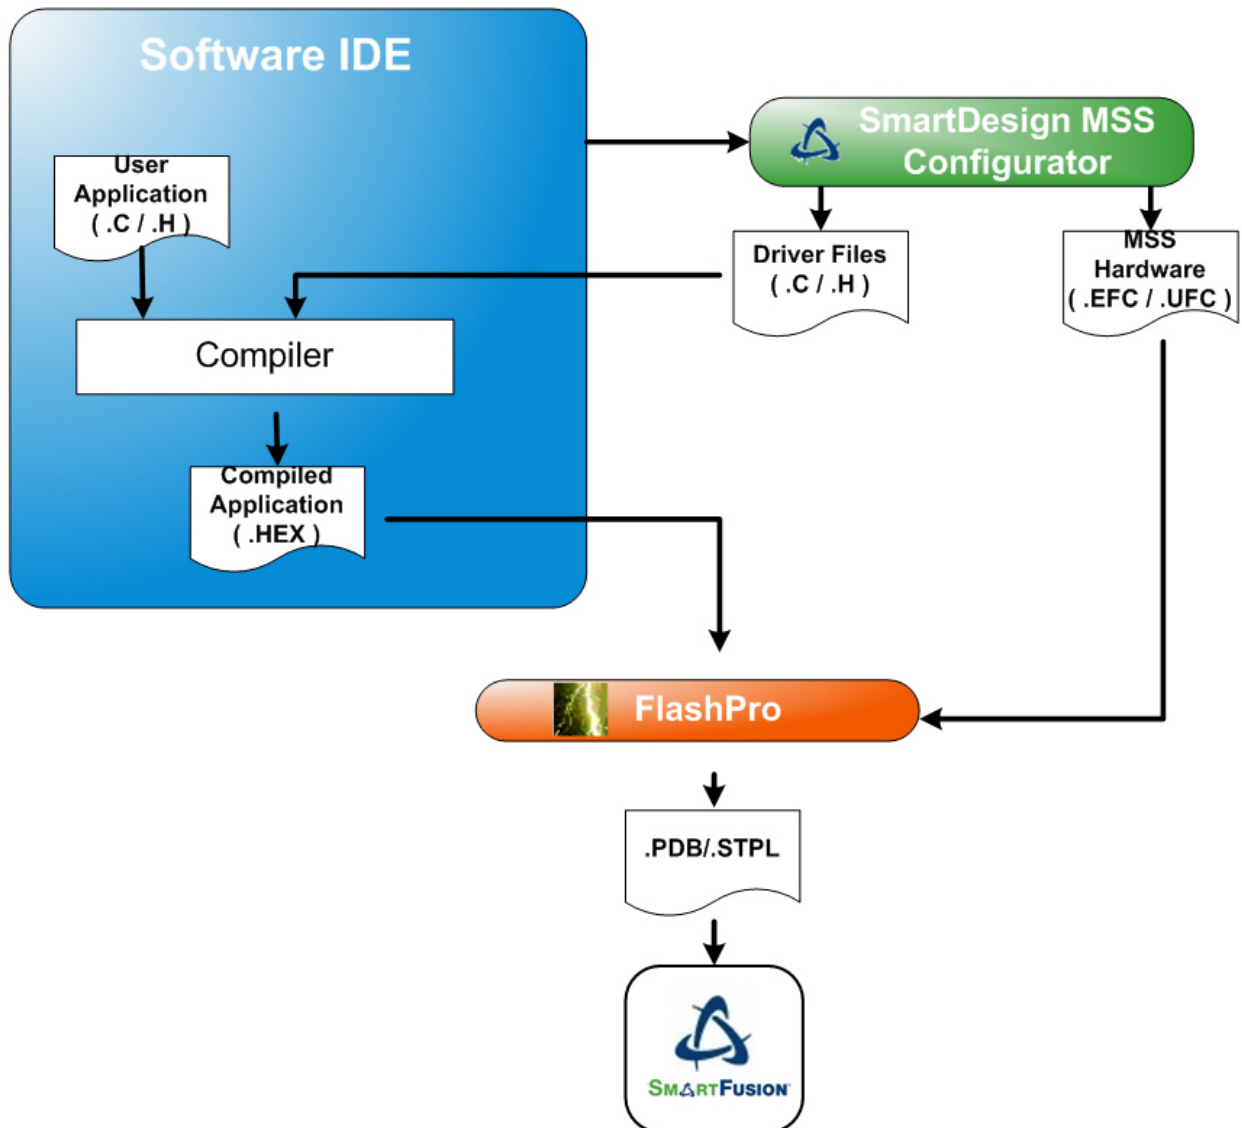 Software IDE
SmartDesign MSS
Configurator
User
Application
( .C / .H )
Driver Files
( .C / .H )
MSS
Hardware
( .EFC / .UFC )
Compiler
Compiled
Application
( .HEX )
FlashPro
.PDB/.STPL
SMARTFUSION